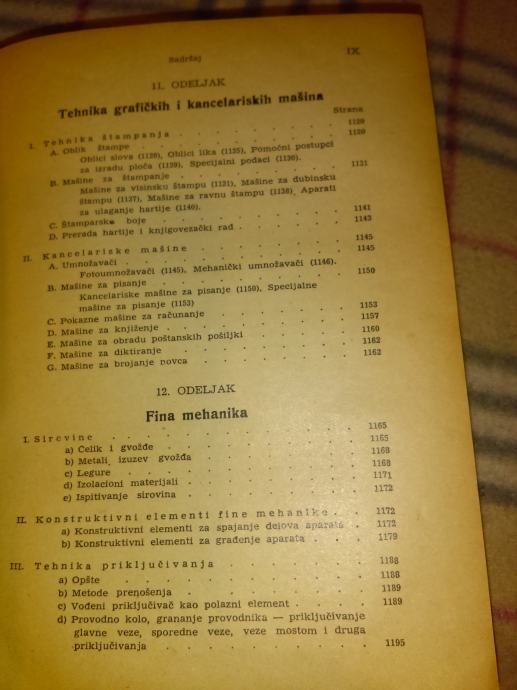 Sadržaj IX
11. ODELJAK
Tehnika grafičkih i kancelariskih mašina
Strana
I. Tehnika štampanja . . . . . . . . 1120
A. Oblik štampe . . . . . . . . 1120
Oblici slova (1120), Oblici lika (1125), Pomoćni postupci
za izradu ploča (1129), Specijalni podaci (1130).
B. Mašine za štampanje . . . . . . . 1131
Mašine za visinsku štampu (1131), Mašine za dubinsku
štampu (1137), Mašine za ravnu štampu (1138), Aparati
za ulaganje hartije (1140).
C. Štamparske boje . . . . . . . . 1141
D. Prerada hartije i knjigovezački rad . . . . . 1143
II. Kancelariske mašine . . . . . . . 1145
A. Umnožavači . . . . . . . . . 1145
Fotoumnožavači (1145), Mehanički umnožavači (1146).
B. Mašine za pisanje . . . . . . . . 1150
Kancelariske mašine za pisanje (1150), Specijalne
mašine za pisanje (1153)
C. Pokazne mašine za računanje . . . . . . 1153
D. Mašine za knjiženje . . . . . . . 1157
E. Mašine za obradu poštanskih pošiljki . . . . . 1160
F. Mašine za diktiranje . . . . . . . 1162
G. Mašine za brojanje novca . . . . . . 1162
12. ODELJAK
Fina mehanika
I. Sirovine . . . . . . . . . 1165
a) Čelik i gvožđe . . . . . . . . 1165
b) Metali, izuzev gvožđa . . . . . . . 1168
c) Legure . . . . . . . . . 1168
d) Izolacioni materijali . . . . . . . 1171
e) Ispitivanje sirovina . . . . . . . 1172
II. Konstruktivni elementi fine mehanike . . 1172
a) Konstruktivni elementi za spajanje delova aparata . . 1172
b) Konstruktivni elementi za građenje aparata . . . 1179
III. Tehnika priključivanja . . . . . . 1188
a) Opšte . . . . . . . . . 1188
b) Metode prenošenja . . . . . . . 1189
c) Vođeni priključivač kao polazni element . . . . 1189
d) Provodno kolo, grananje provodnika — priključivanje
glavne veze, sporedne veze, veze mostom i druga
priključivanja . . . . . . . . 1195